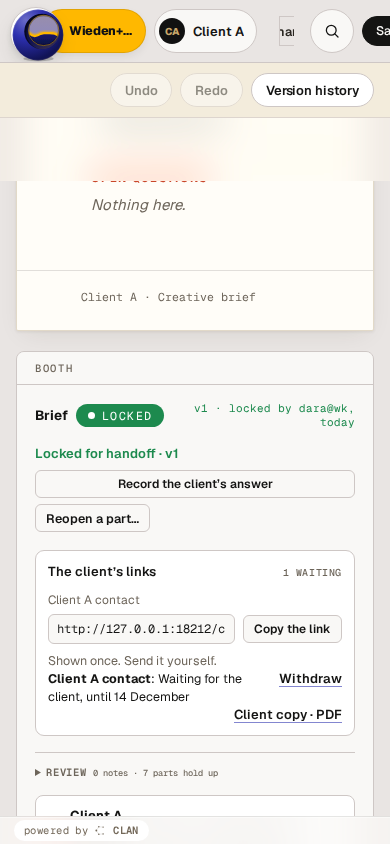 Wieden+...
CA
Client A
Undo
Redo
Version history
Nothing here.
Client A · Creative brief
BOOTH
Brief
LOCKED
v1 · locked by dara@wk,
today
Locked for handoff · v1
Record the client's answer
Reopen a part…
The client's links
1 WAITING
Client A contact
http://127.0.0.1:18212/c
Copy the link
Shown once. Send it yourself.
Client A contact: Waiting for the
client, until 14 December
Withdraw
Client copy · PDF
REVIEW 0 notes · 7 parts hold up
Client A
powered by CLAN